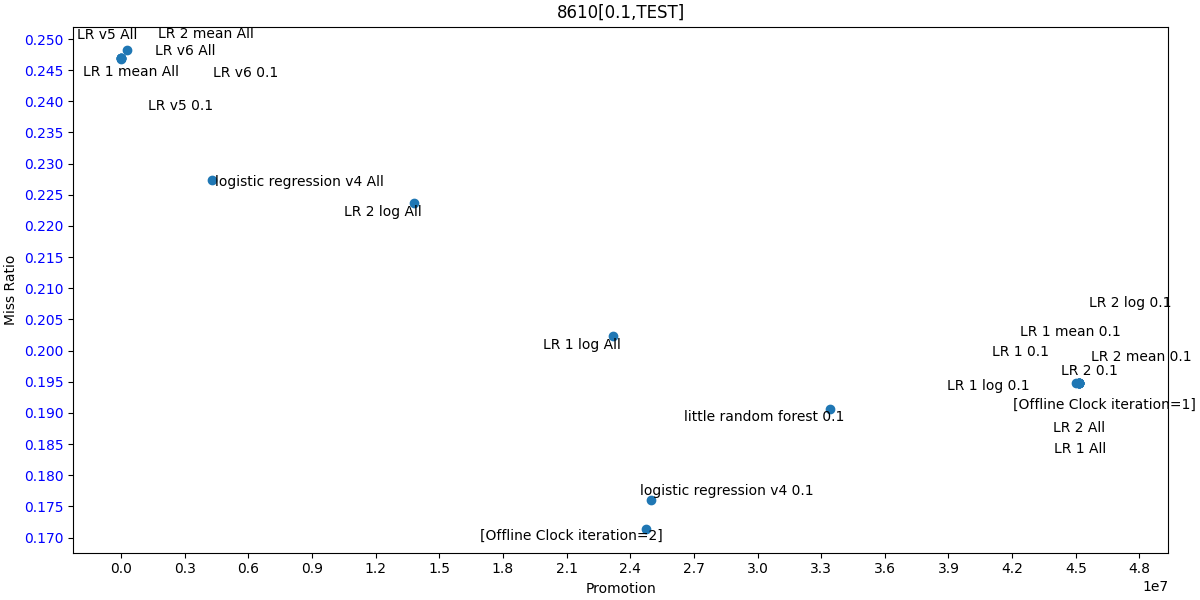 8610[0.1,TEST]
LR v5 All
LR 2 mean All
LR v6 All
LR 1 mean All
LR v6 0.1
LR v5 0.1
logistic regression v4 All
LR 2 log All
LR 2 log 0.1
LR 1 mean 0.1
LR 1 log All
LR 1 0.1
LR 2 mean 0.1
LR 2 0.1
LR 1 log 0.1
[Offline Clock iteration=1]
little random forest 0.1
LR 2 All
LR 1 All
logistic regression v4 0.1
[Offline Clock iteration=2]
0.250
0.245
0.240
0.235
0.230
0.225
0.220
0.215
0.210
0.205
0.200
0.195
0.190
0.185
0.180
0.175
0.170
Miss Ratio
0.0 0.3 0.6 0.9 1.2 1.5 1.8 2.1 2.4 2.7 3.0 3.3 3.6 3.9 4.2 4.5 4.8
1e7
Promotion